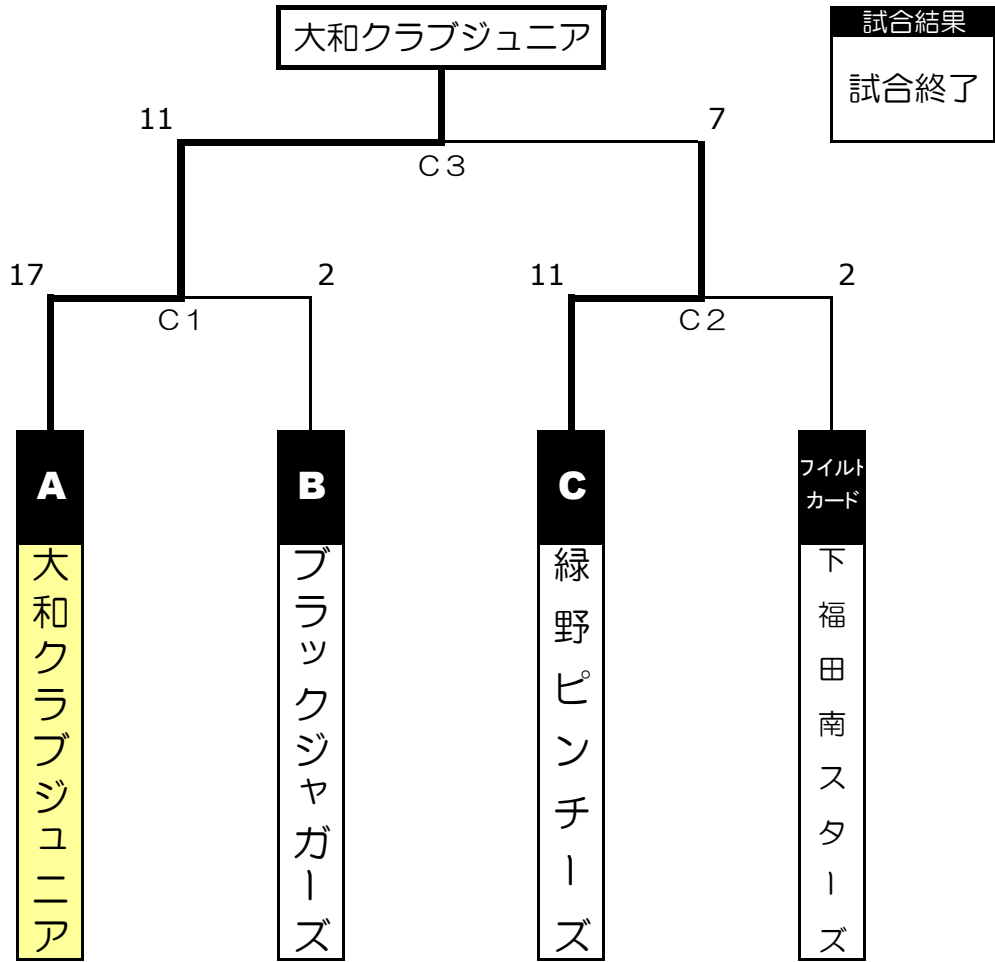 大和クラブジュニア
試合結果
試合終了
11
7
C3
17
2
11
2
C1
C2
A
B
C
ワイルト
カード
大和クラブジュニア
ブラックジャガーズ
緑野ピンチーズ
下福田南スターズ